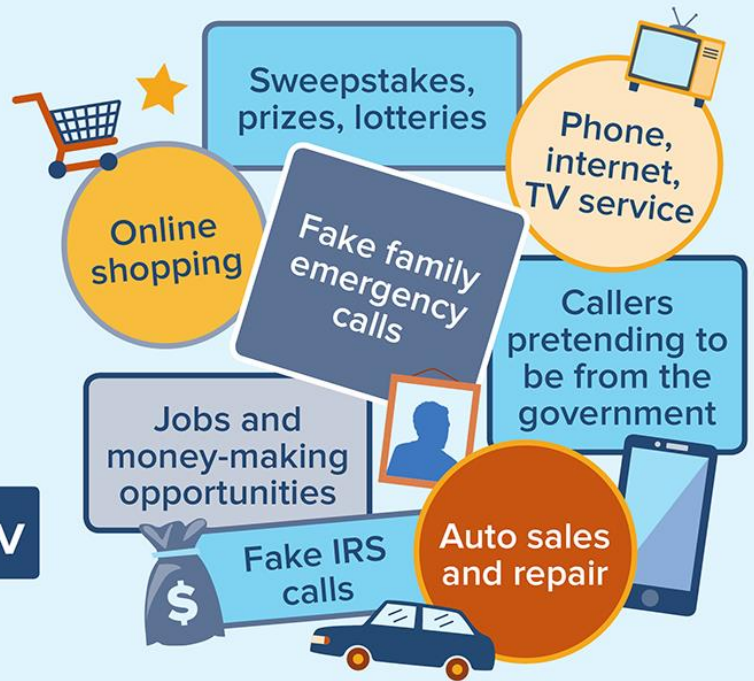 Sweepstakes,
prizes, lotteries
Phone,
internet,
TV service
Online
shopping
Fake family
emergency
calls
Callers
pretending to
be from the
government
Jobs and
money-making
opportunities
V
$
Fake IRS
calls
Auto sales
and repair